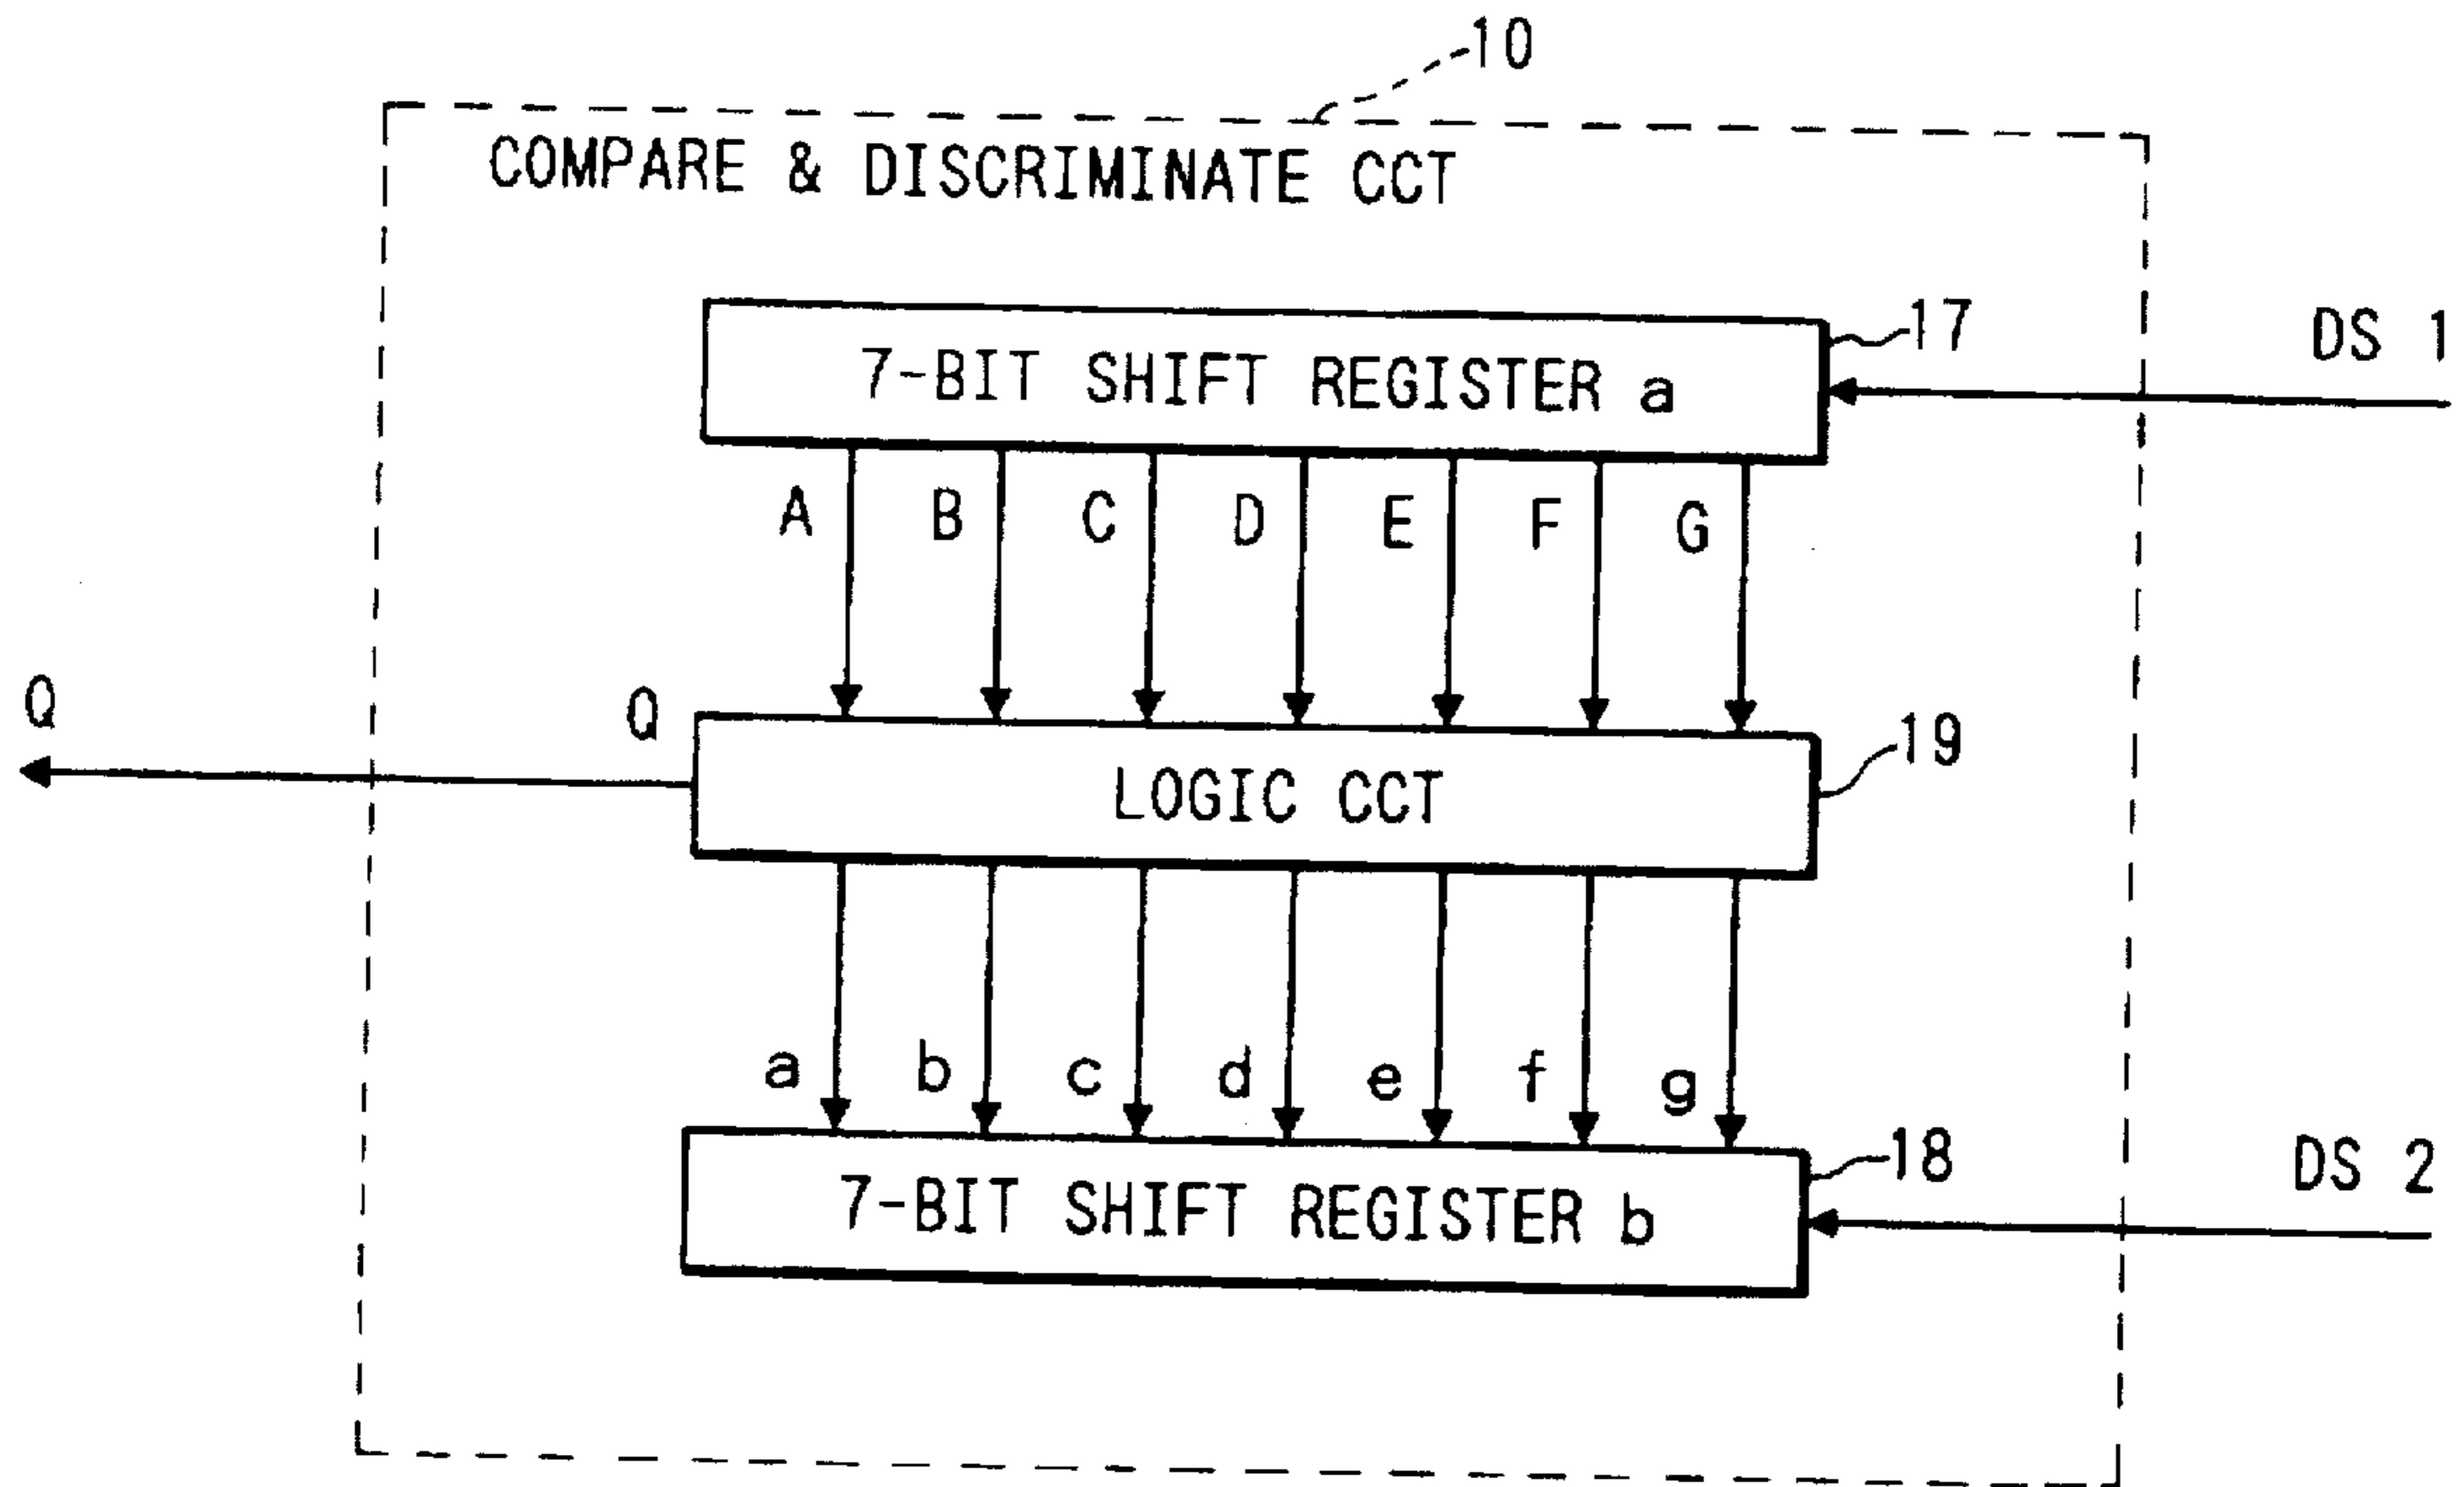 10
COMPARE & DISCRIMINATE CCT
17
DS 1
7-BIT SHIFT REGISTER a
A B C D E F G
Q
Q
19
LOGIC CCT
a b c d e f g
18
DS 2
7-BIT SHIFT REGISTER b